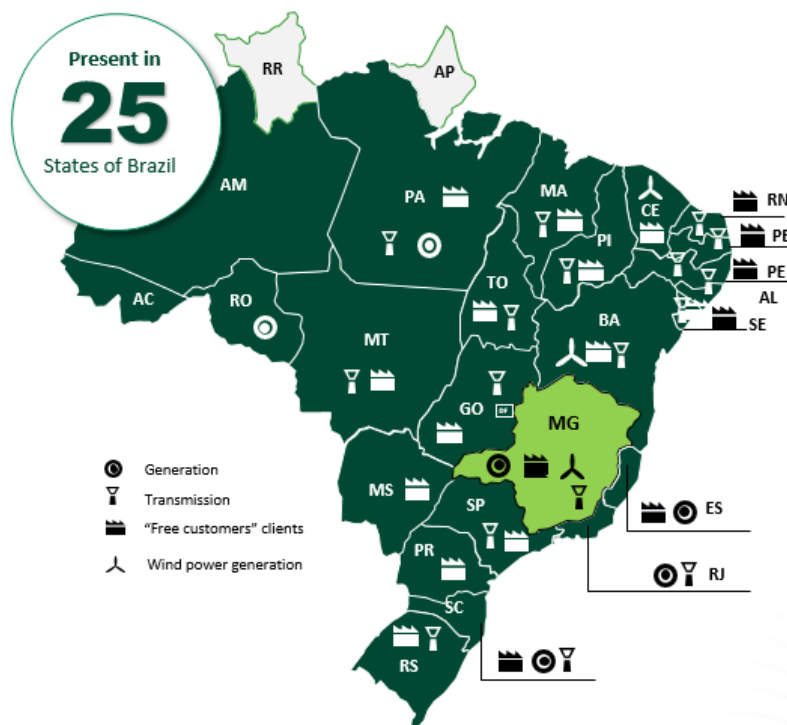 Present in
25
States of Brazil
RR
AP
AM
PA
MA
CE
RN
PB
PI
PE
TO
AL
AC
RO
BA
SE
MT
GO
DF
MG
Generation
Transmission
"Free customers" clients
Wind power generation
MS
SP
ES
PR
RJ
SC
RS